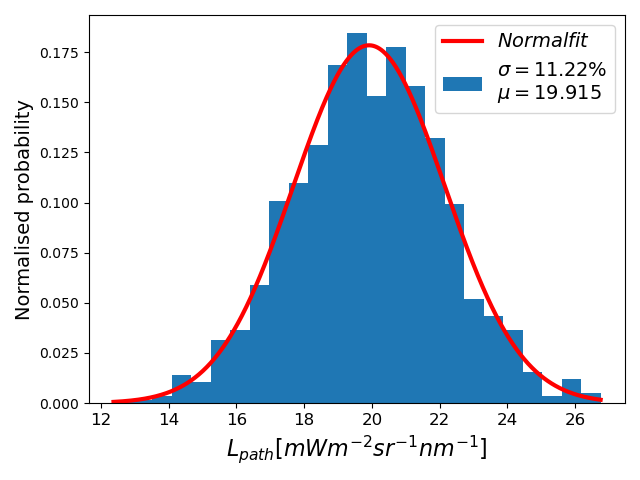 Normalfit
σ = 11.22%
μ = 19.915
Normalised probability
0.175
0.150
0.125
0.100
0.075
0.050
0.025
0.000
12 14 16 18 20 22 24 26
L_path[mWm⁻²sr⁻¹nm⁻¹]